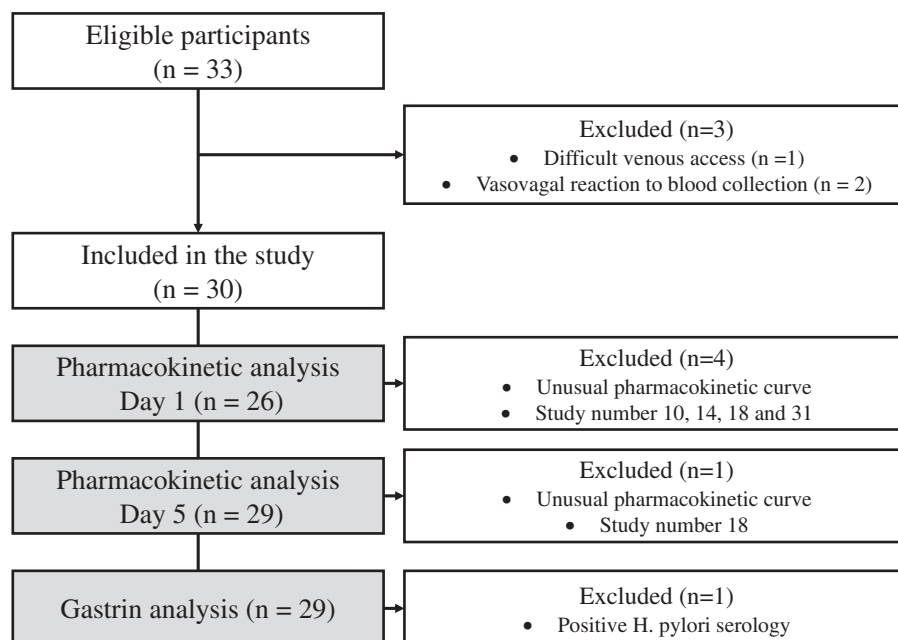 Eligible participants
(n = 33)
Excluded (n=3)
• Difficult venous access (n =1)
• Vasovagal reaction to blood collection (n = 2)
Included in the study
(n = 30)
Pharmacokinetic analysis
Day 1 (n = 26)
Excluded (n=4)
• Unusual pharmacokinetic curve
• Study number 10, 14, 18 and 31
Pharmacokinetic analysis
Day 5 (n = 29)
Excluded (n=1)
• Unusual pharmacokinetic curve
• Study number 18
Gastrin analysis (n = 29)
Excluded (n=1)
• Positive H. pylori serology